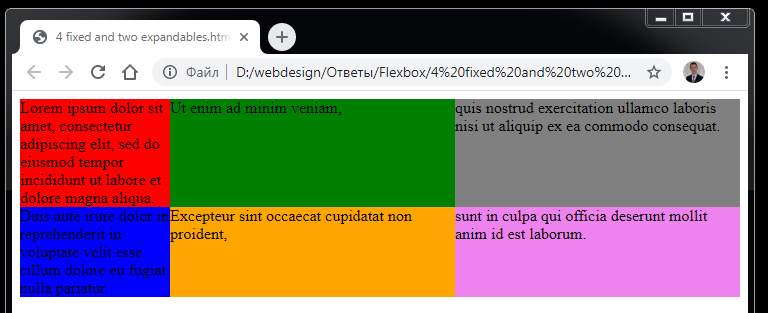 4 fixed and two expandables.htm
Файл
D:/webdesign/Ответы/Flexbox/4%20fixed%20and%20two%20...
Lorem ipsum dolor sit
amet, consectetur
adipiscing elit, sed do
eiusmod tempor
incididunt ut labore et
dolore magna aliqua.
Ut enim ad minim veniam,
quis nostrud exercitation ullamco laboris
nisi ut aliquip ex ea commodo consequat.
Duis aute irure dolor in
reprehenderit in
voluptate velit esse
cillum dolore eu fugiat
nulla pariatur.
Excepteur sint occaecat cupidatat non
proident,
sunt in culpa qui officia deserunt mollit
anim id est laborum.